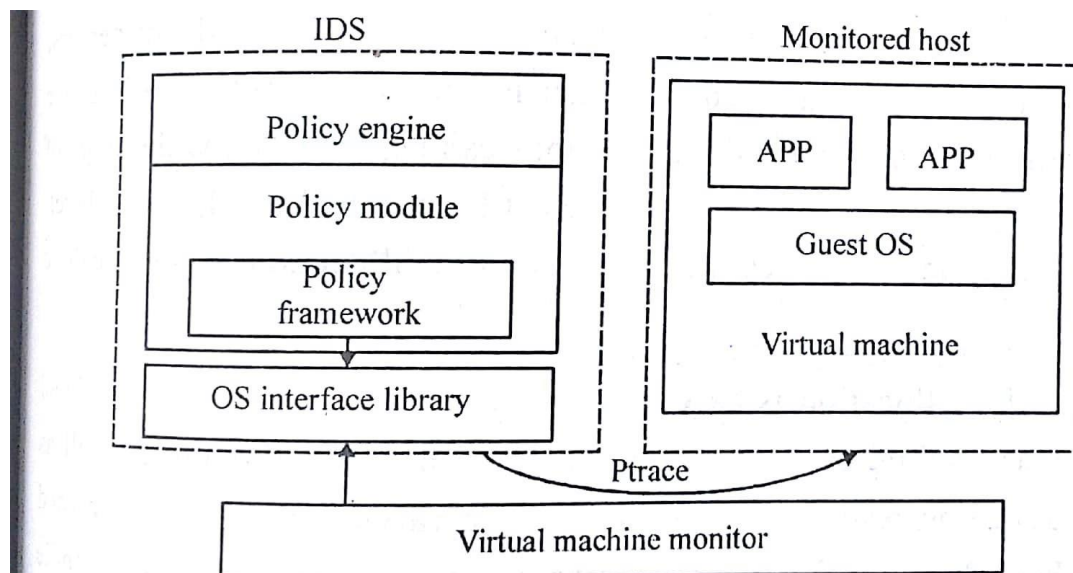 IDS
Monitored host
Policy engine
Policy module
Policy
framework
OS interface library
APP
APP
Guest OS
Virtual machine
Ptrace
Virtual machine monitor